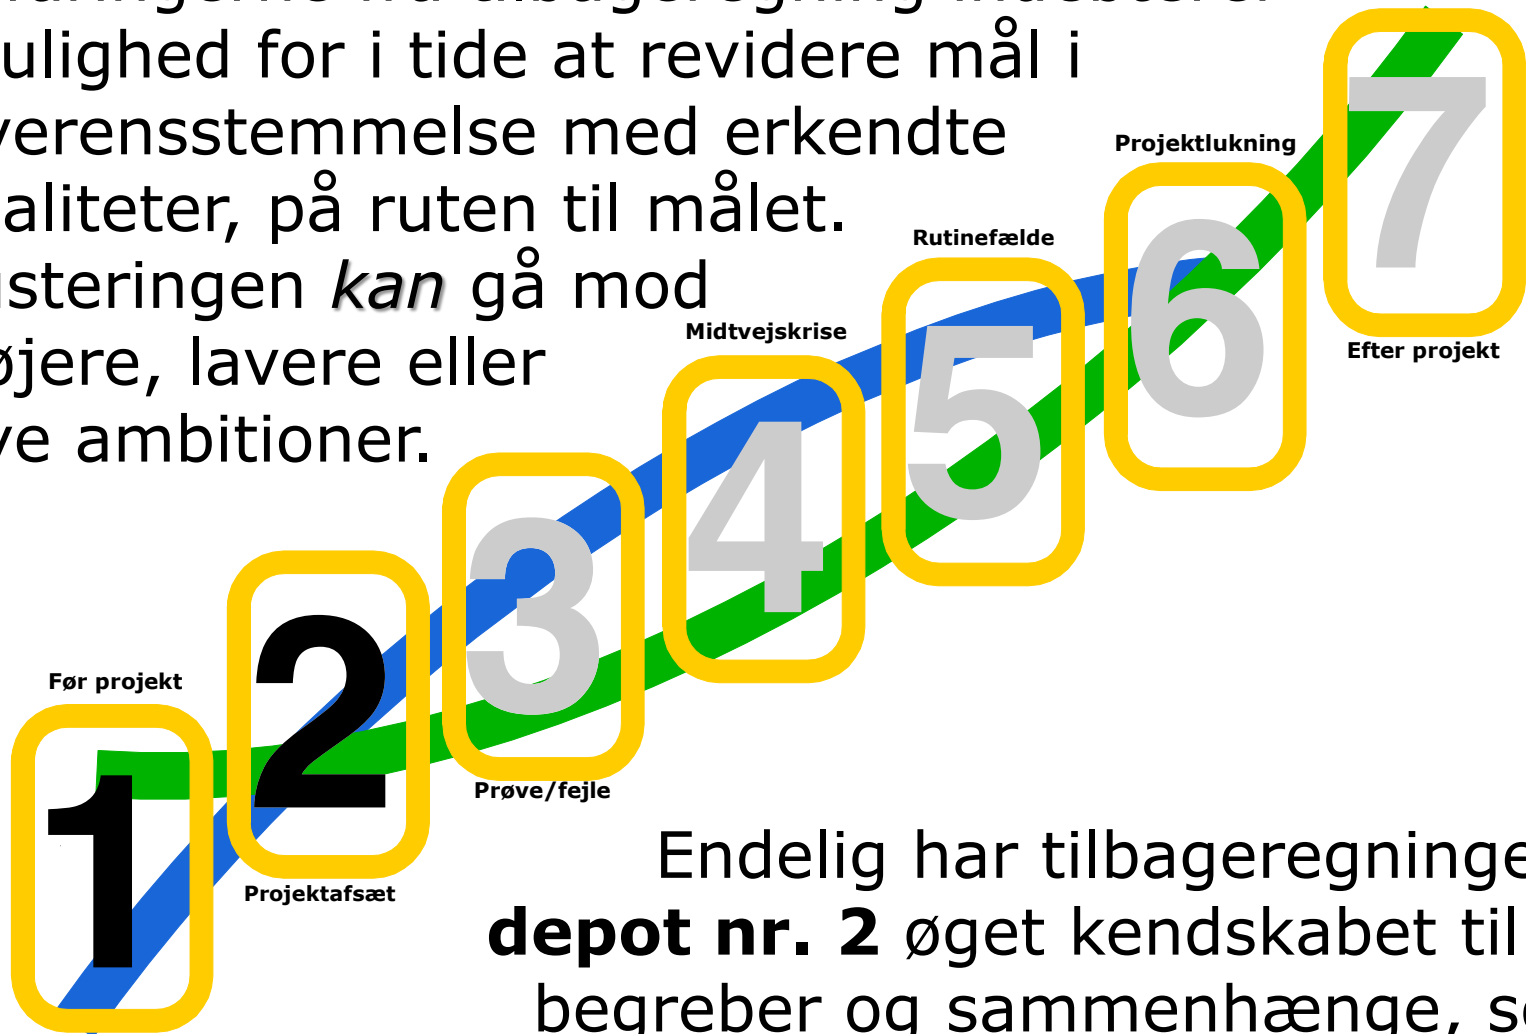 ulighed for i tide at revidere mål i
verensstemmelse med erkendte
aliteter, på ruten til målet.
usteringen kan gå mod
øjere, lavere eller
ve ambitioner.
Projektlukning
7
Rutinefælde
6
Midtvejskrise
Efter projekt
5
4
3
2
Før projekt
Prøve/fejle
1
Projektafsæt
Endelig har tilbageregninge
depot nr. 2 øget kendskabet til
begreber og sammenhænge, so